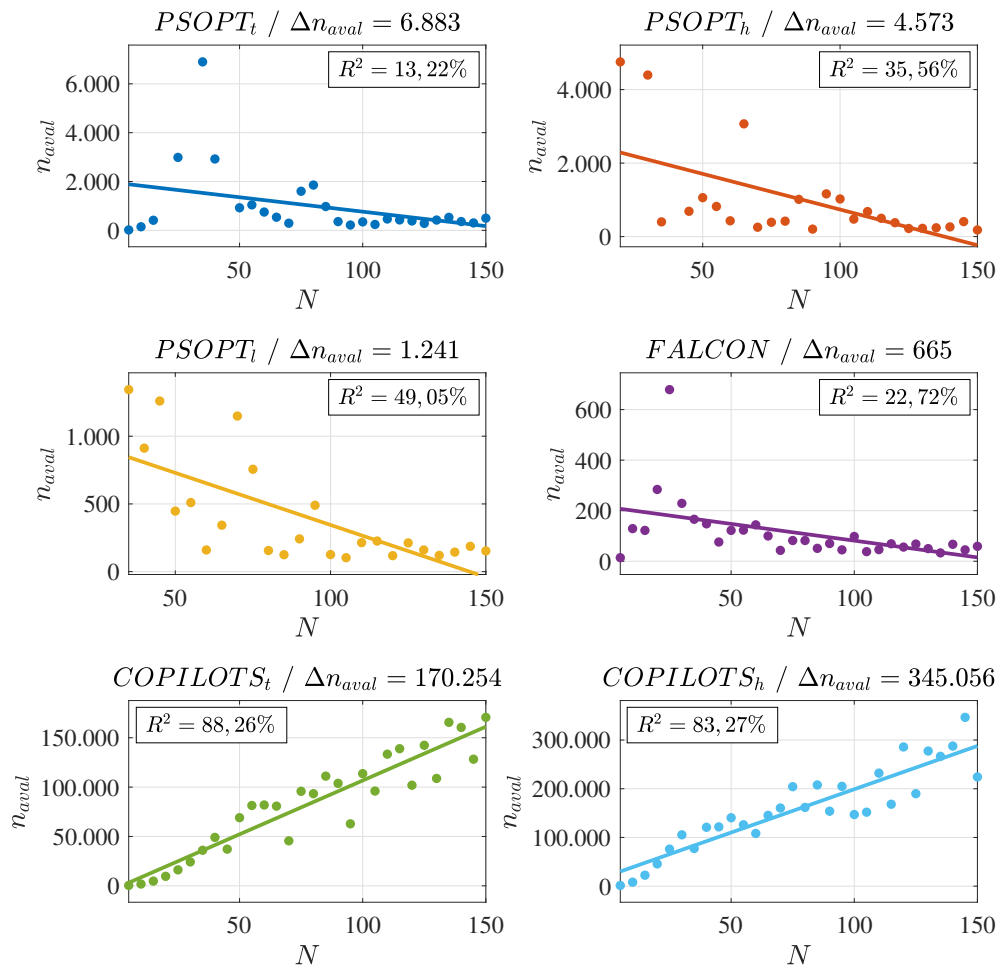 PSOPT_t / Δn_aval = 6.883
R² = 13,22%
n_aval
6.000
4.000
2.000
0
50 100 150
N
PSOPT_h / Δn_aval = 4.573
R² = 35,56%
n_aval
4.000
2.000
0
50 100 150
N
PSOPT_l / Δn_aval = 1.241
R² = 49,05%
n_aval
1.000
500
0
50 100 150
N
FALCON / Δn_aval = 665
R² = 22,72%
n_aval
600
400
200
0
50 100 150
N
COPILOTS_t / Δn_aval = 170.254
R² = 88,26%
n_aval
150.000
100.000
50.000
0
50 100 150
N
COPILOTS_h / Δn_aval = 345.056
R² = 83,27%
n_aval
300.000
200.000
100.000
0
50 100 150
N